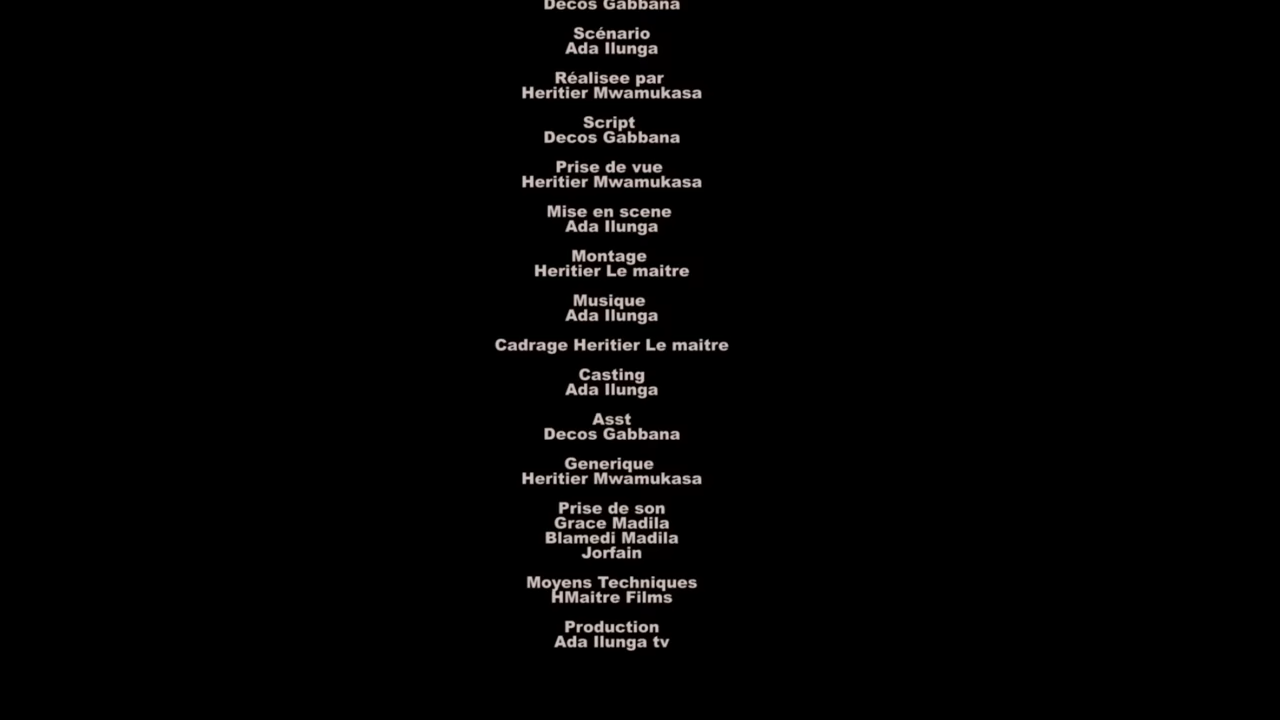 Decos Gabbana
Scénario
Ada Ilunga
Réalisee par
Heritier Mwamukasa
Script
Decos Gabbana
Prise de vue
Heritier Mwamukasa
Mise en scene
Ada Ilunga
Montage
Heritier Le maitre
Musique
Ada Ilunga
Cadrage Heritier Le maitre
Casting
Ada Ilunga
Asst
Decos Gabbana
Generique
Heritier Mwamukasa
Prise de son
Grace Madila
Blamedi Madila
Jorfain
Moyens Techniques
HMaitre Films
Production
Ada Ilunga tv